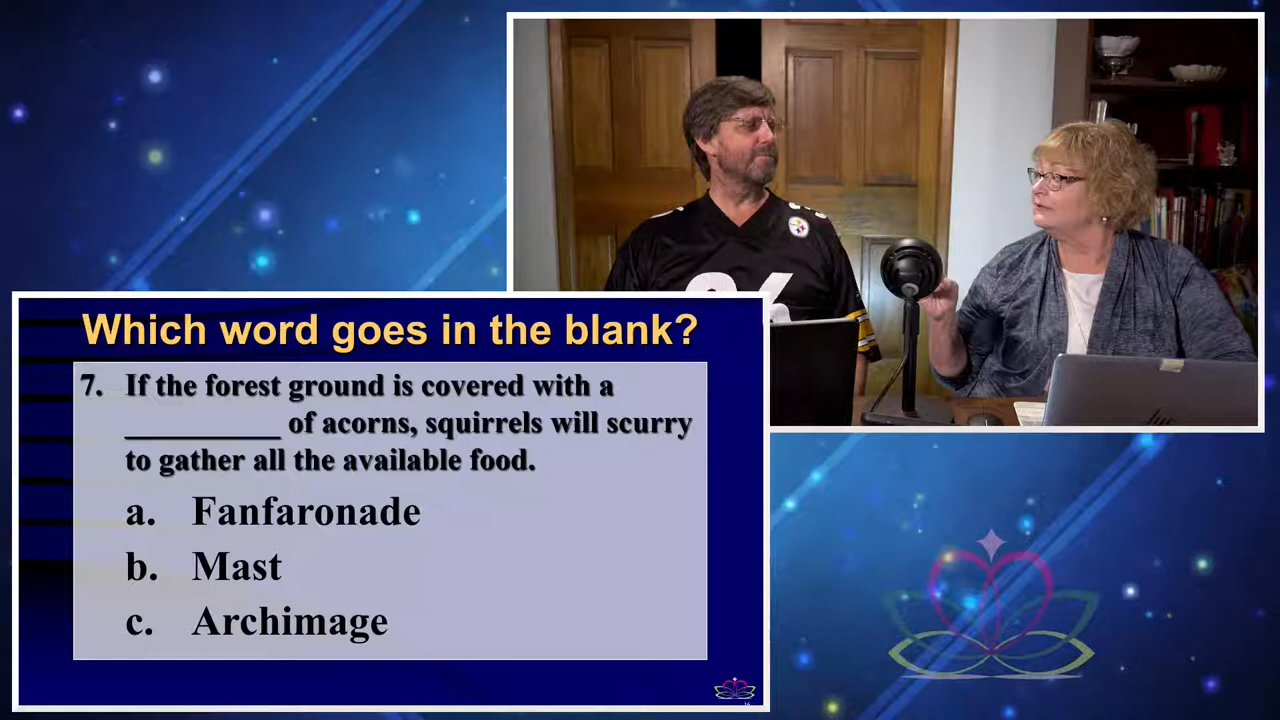 Which word goes in the blank?
7. If the forest ground is covered with a
__________ of acorns, squirrels will scurry
to gather all the available food.
a. Fanfaronade
b. Mast
c. Archimage